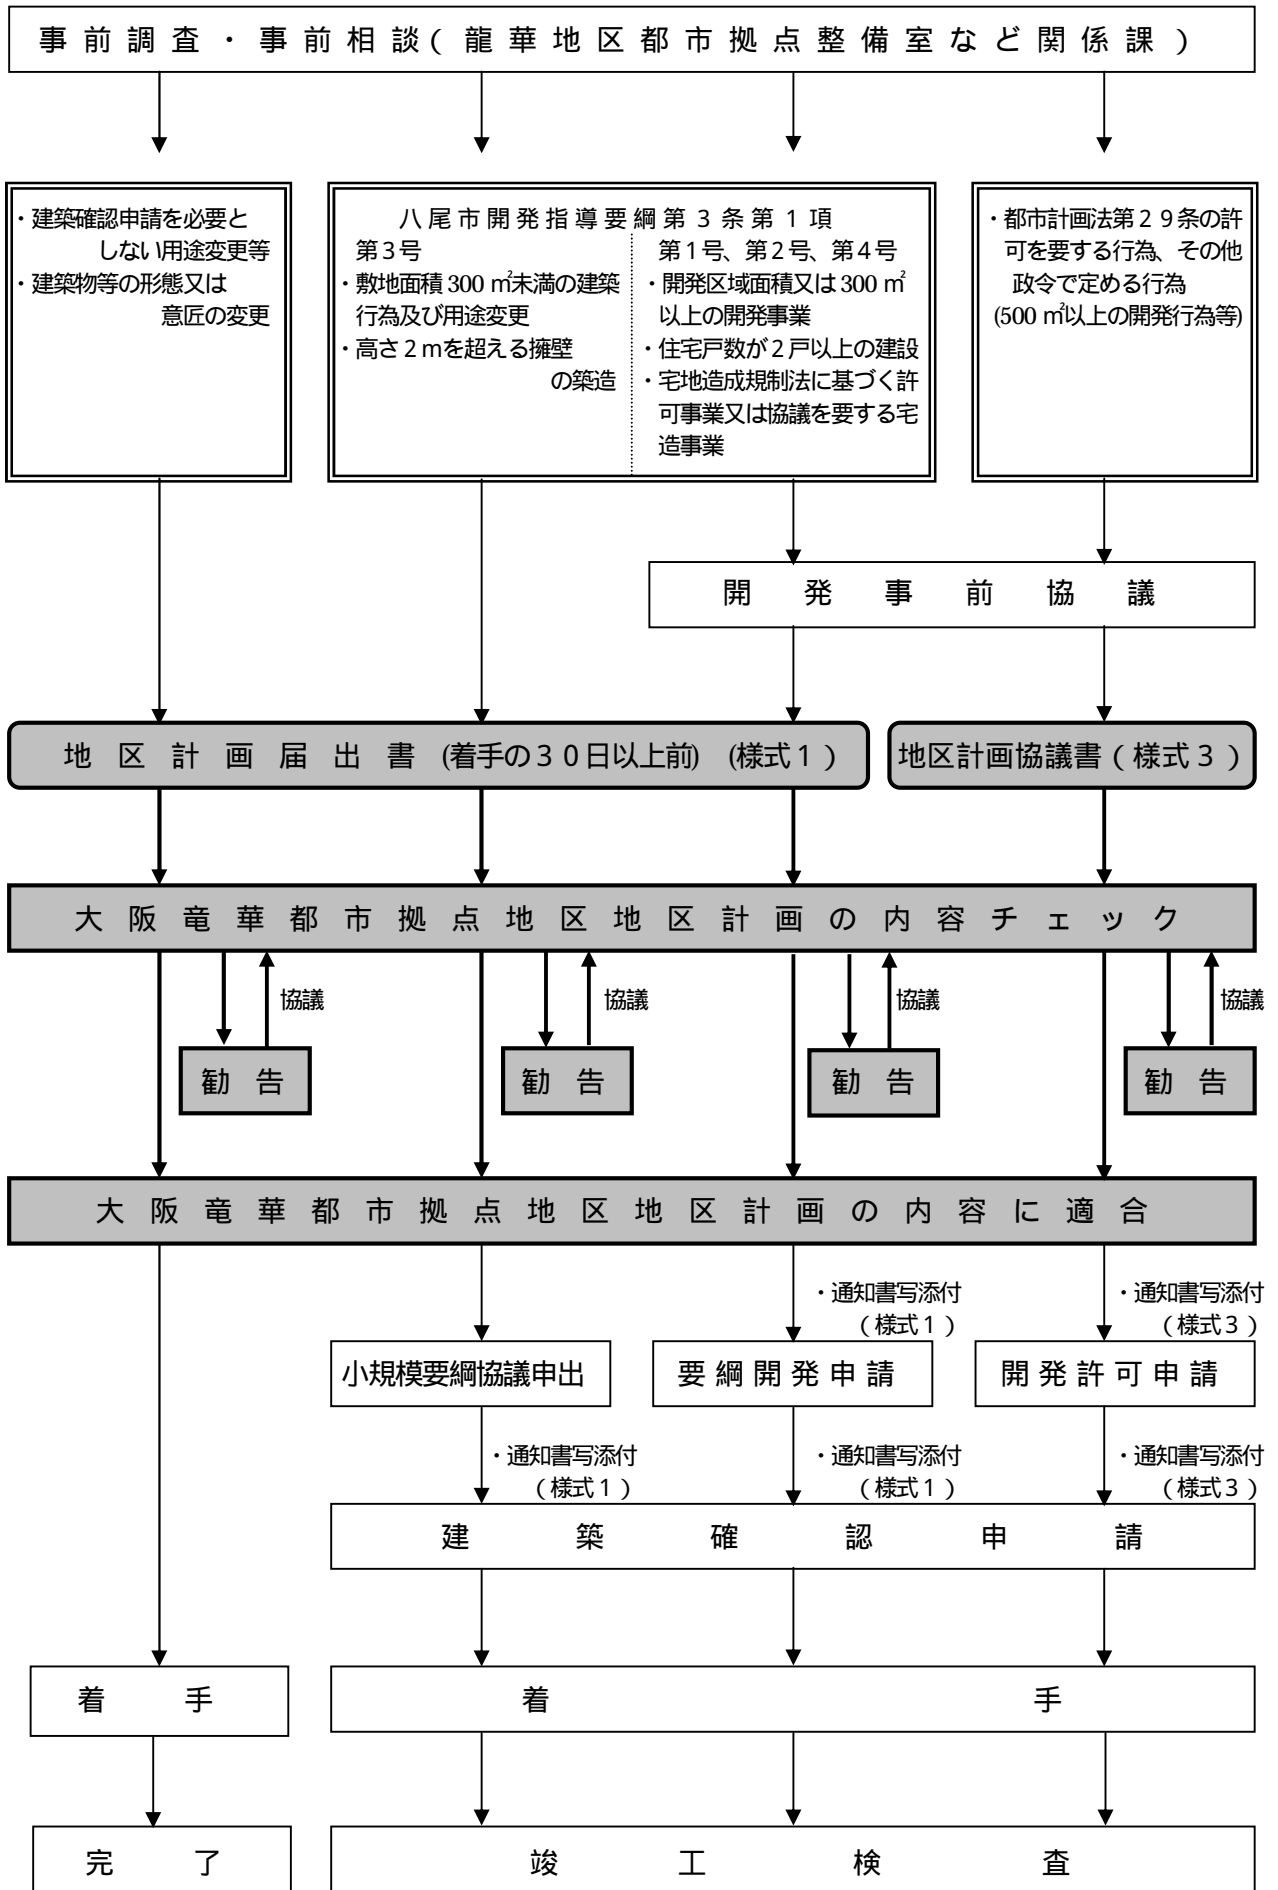 事前調査・事前相談(龍華地区都市拠点整備室など関係課)
・建築確認申請を必要と
しない用途変更等
・建築物等の形態又は
意匠の変更
八尾市開発指導要綱第3条第1項
第3号
・敷地面積300㎡未満の建築
行為及び用途変更
・高さ2mを超える擁壁
の築造
第1号、第2号、第4号
・開発区域面積又は300㎡
以上の開発事業
・住宅戸数が2戸以上の建設
・宅地造成規制法に基づく許
可事業又は協議を要する宅
造事業
・都市計画法第29条の許
可を要する行為、その他
政令で定める行為
(500㎡以上の開発行為等)
開発事前協議
地区計画届出書(着手の30日以上前) (様式1)
地区計画協議書(様式3)
大阪竜華都市拠点地区地区計画の内容チェック
協議
協議
協議
協議
勧告
勧告
勧告
勧告
大阪竜華都市拠点地区地区計画の内容に適合
・通知書写添付
(様式1)
・通知書写添付
(様式3)
小規模要綱協議申出
要綱開発申請
開発許可申請
・通知書写添付
(様式1)
・通知書写添付
(様式1)
・通知書写添付
(様式3)
建築確認申請
着手
着手
完了
竣工検査